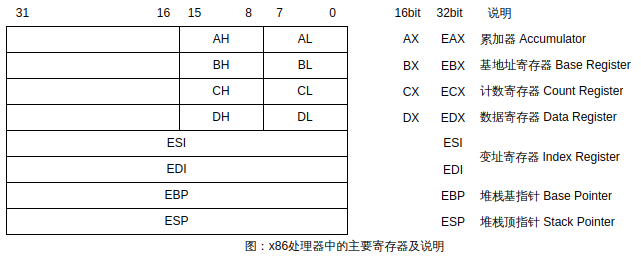 31 16 15 8 7 0 16bit 32bit 说明
AH AL AX EAX 累加器 Accumulator
BH BL BX EBX 基地址寄存器 Base Register
CH CL CX ECX 计数寄存器 Count Register
DH DL DX EDX 数据寄存器 Data Register
ESI ESI
变址寄存器 Index Register
EDI EDI
EBP EBP 堆栈基指针 Base Pointer
ESP ESP 堆栈顶指针 Stack Pointer
图：x86处理器中的主要寄存器及说明